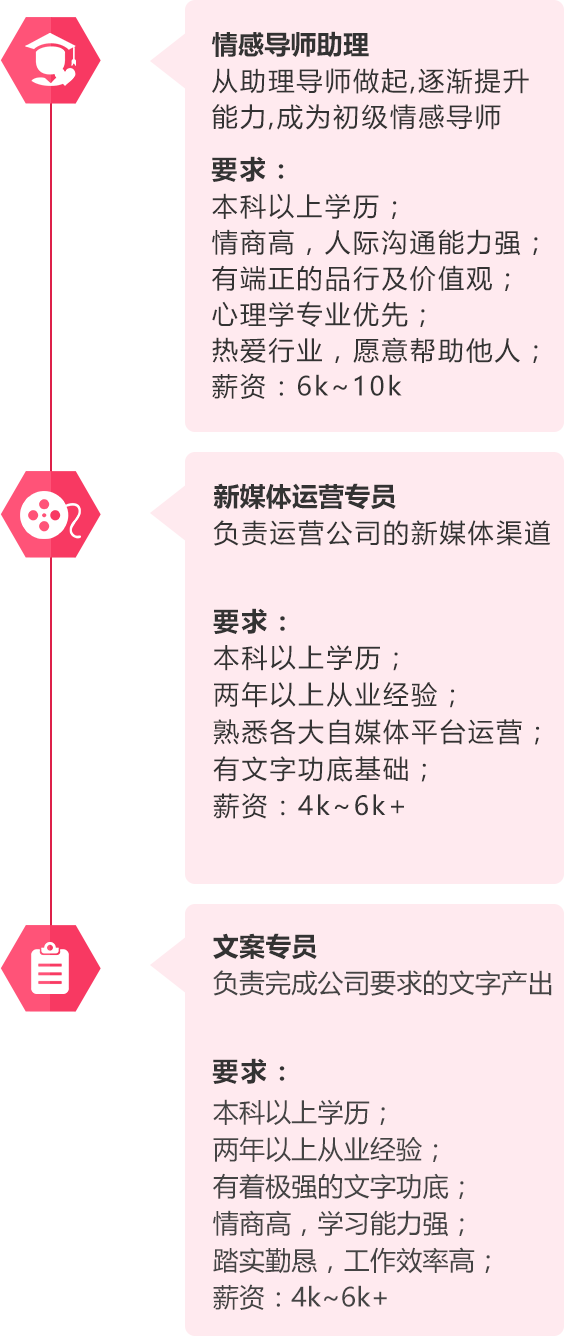 情感导师助理
从助理导师做起,逐渐提升
能力,成为初级情感导师
要求：
本科以上学历；
情商高，人际沟通能力强；
有端正的品行及价值观；
心理学专业优先；
热爱行业，愿意帮助他人；
薪资：6k~10k
新媒体运营专员
负责运营公司的新媒体渠道
要求：
本科以上学历；
两年以上从业经验；
熟悉各大自媒体平台运营；
有文字功底基础；
薪资：4k~6k+
文案专员
负责完成公司要求的文字产出
要求：
本科以上学历；
两年以上从业经验；
有着极强的文字功底；
情商高，学习能力强；
踏实勤恳，工作效率高；
薪资：4k~6k+